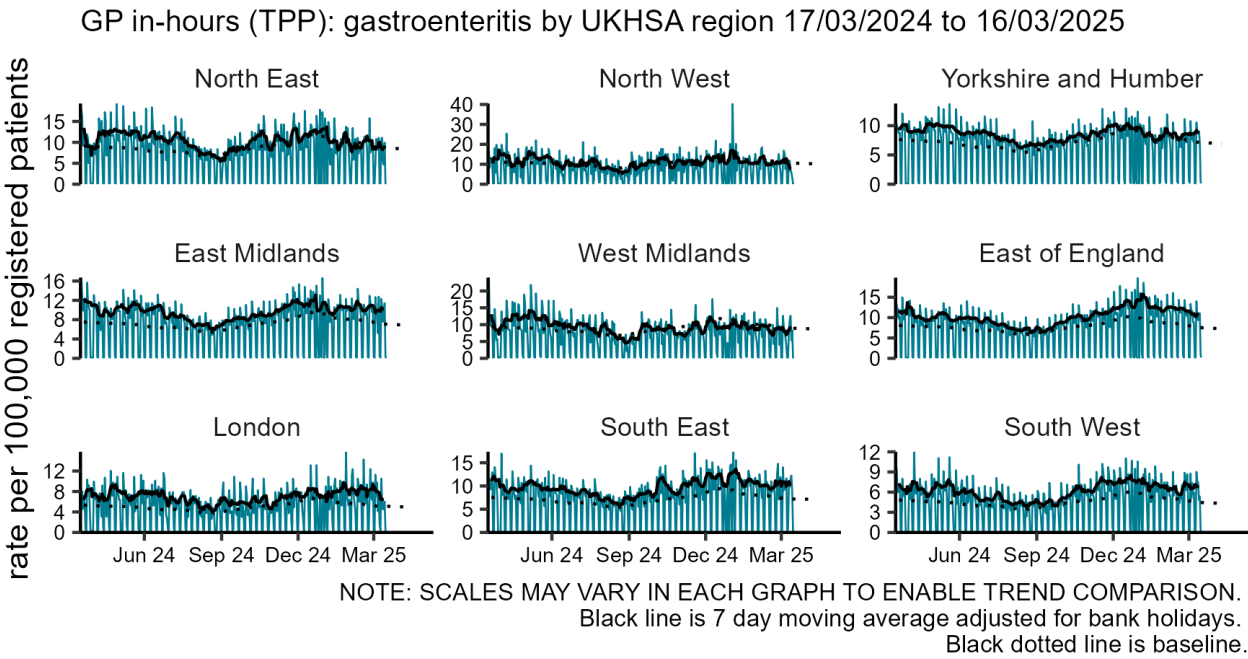 GP in-hours (TPP): gastroenteritis by UKHSA region 17/03/2024 to 16/03/2025
rate per 100,000 registered patients
North East
15
10
5
0
North West
40
30
20
10
0
Yorkshire and Humber
10
5
0
East Midlands
16
12
8
4
0
West Midlands
20
15
10
5
0
East of England
15
10
5
0
London
12
8
4
0
Jun 24 Sep 24 Dec 24 Mar 25
South East
15
10
5
0
Jun 24 Sep 24 Dec 24 Mar 25
South West
12
9
6
3
0
Jun 24 Sep 24 Dec 24 Mar 25
NOTE: SCALES MAY VARY IN EACH GRAPH TO ENABLE TREND COMPARISON.
Black line is 7 day moving average adjusted for bank holidays.
Black dotted line is baseline.